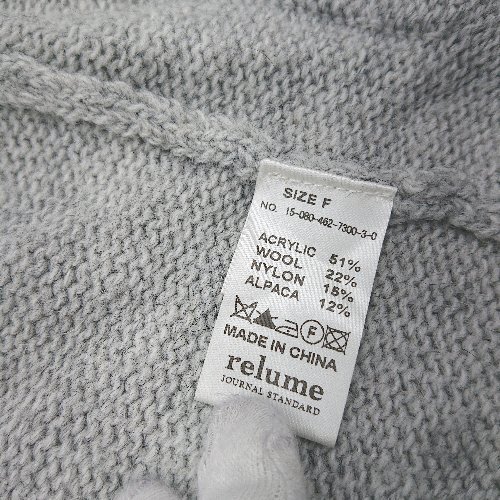 SIZE F
NO. 15-080-462-7300-3-0
ACRYLIC 51%
WOOL 22%
NYLON 15%
ALPACA 12%
F
MADE IN CHINA
relume
JOURNAL STANDARD